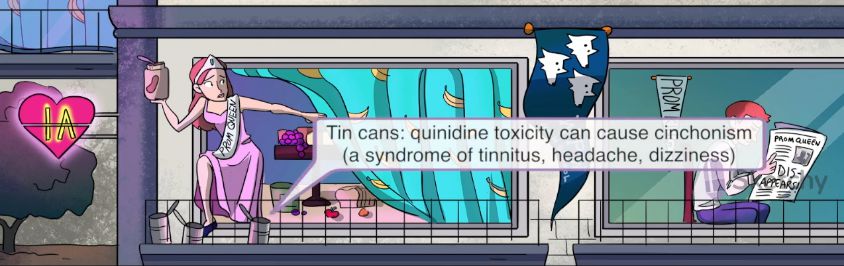 IA
PROM QUEEN
Tin cans: quinidine toxicity can cause cinchonism
(a syndrome of tinnitus, headache, dizziness)
PROM
PROM QUEEN
DIS-
APPEARS!